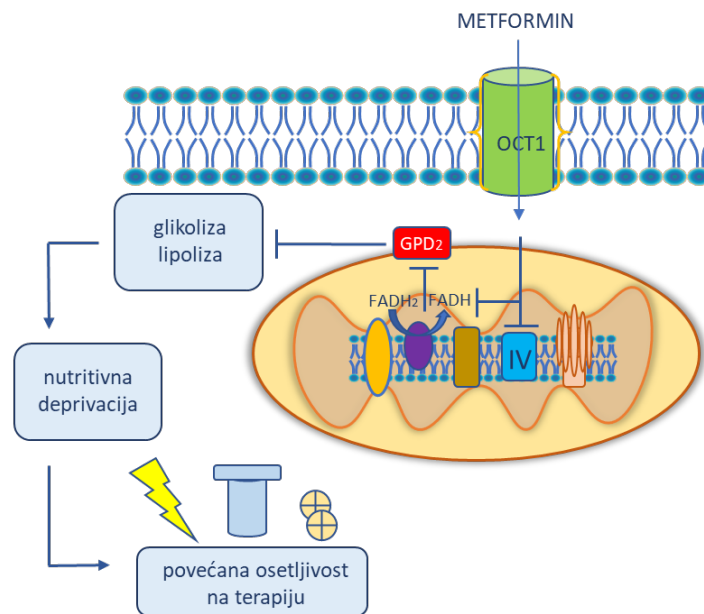 METFORMIN
OCT1
glikoliza
lipoliza
GPD₂
FADH₂ FADH
IV
nutritivna
deprivacija
povećana osetljivost
na terapiju